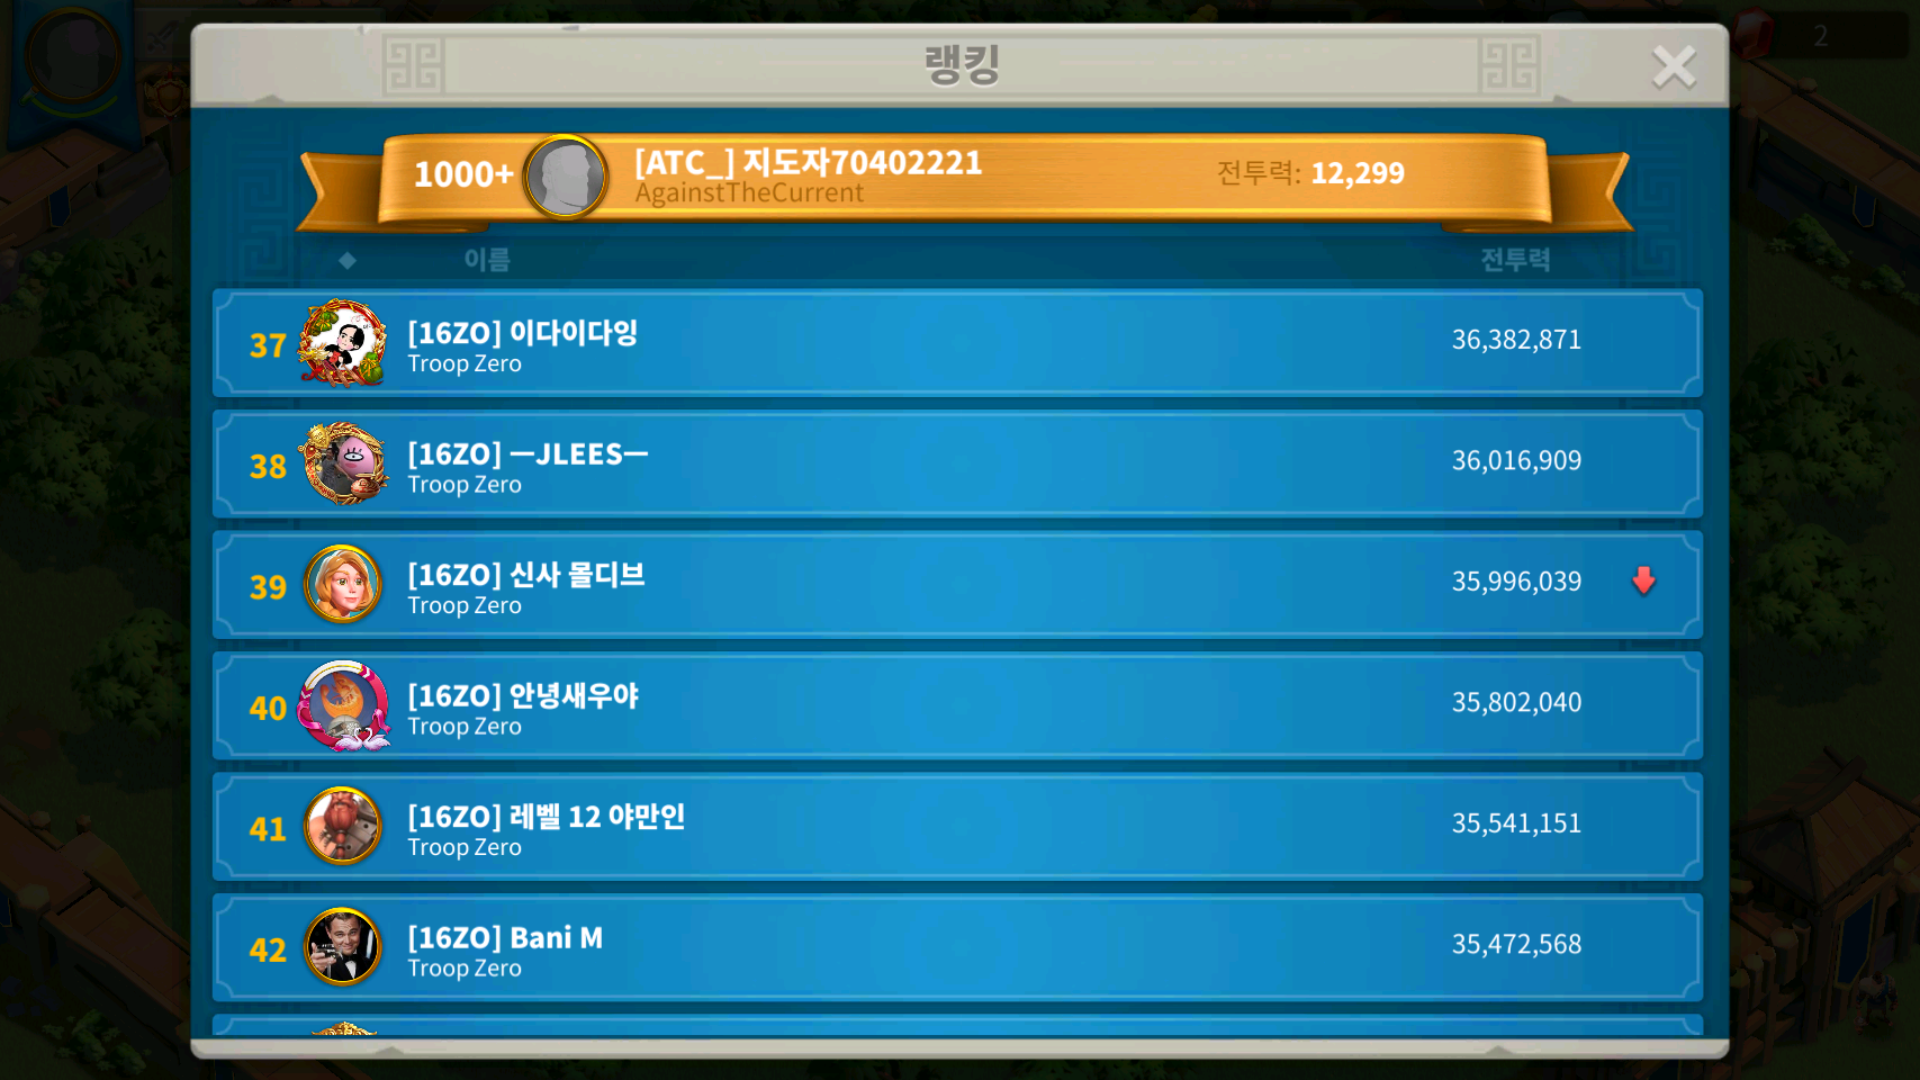 2
랭킹
1000+
[ATC_] 지도자70402221
AgainstTheCurrent
전투력: 12,299
이름
전투력
37
[16ZO] 이다이다잉
Troop Zero
36,382,871
38
[16ZO] ㅡJLEESㅡ
Troop Zero
36,016,909
39
[16ZO] 신사 몰디브
Troop Zero
35,996,039
40
[16ZO] 안녕새우야
Troop Zero
35,802,040
41
[16ZO] 레벨 12 야만인
Troop Zero
35,541,151
42
[16ZO] Bani M
Troop Zero
35,472,568